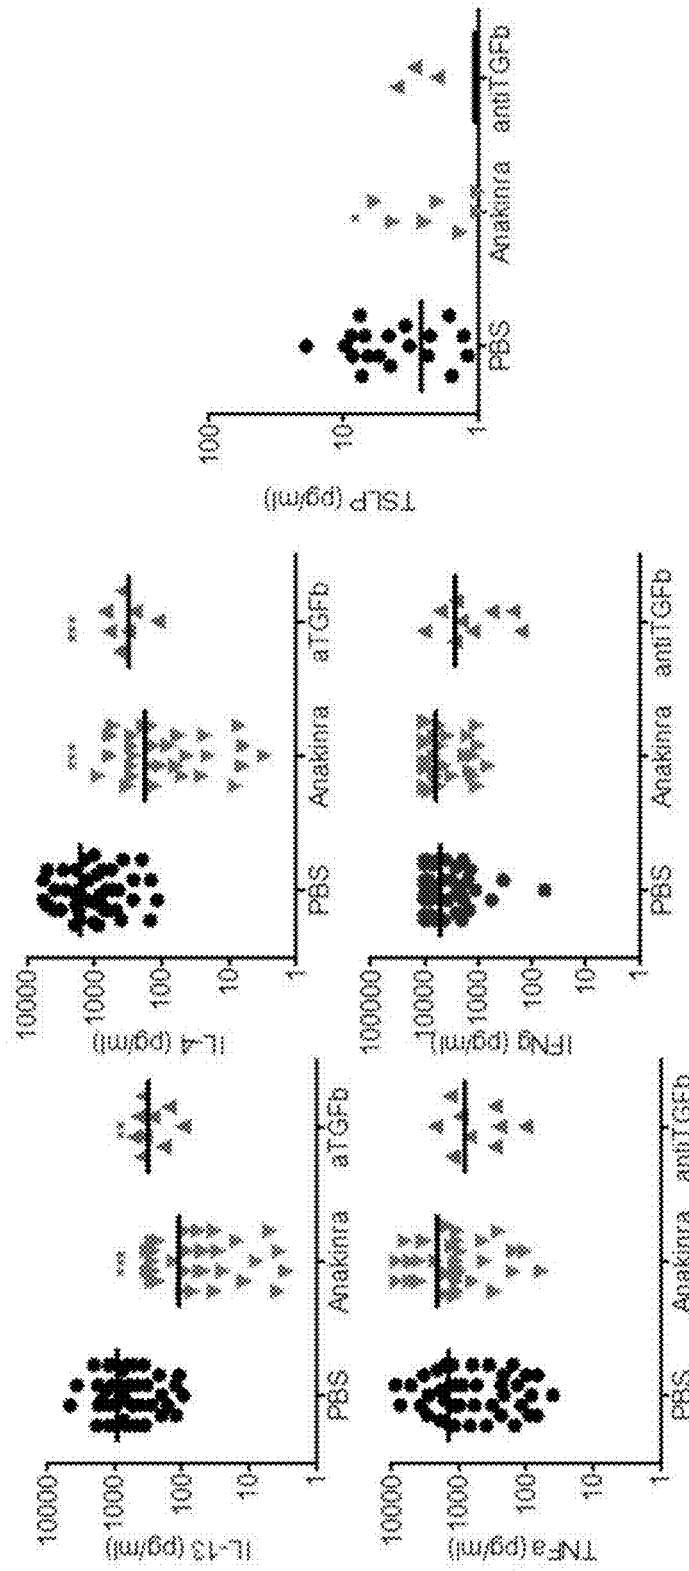 10000
1000
100
10
1
IL-13 (pg/ml)
***
**
PBS
Anakinra
aTGFb
10000
1000
100
10
1
IL-4 (pg/ml)
***
***
PBS
Anakinra
aTGFb
10000
1000
100
10
1
TNFa (pg/ml)
PBS
Anakinra
antiTGFb
100000
10000
1000
100
10
1
IFNg (pg/ml)
PBS
Anakinra
antiTGFb
100
10
1
TSLP (pg/ml)
*
PBS
Anakinra
antiTGFb